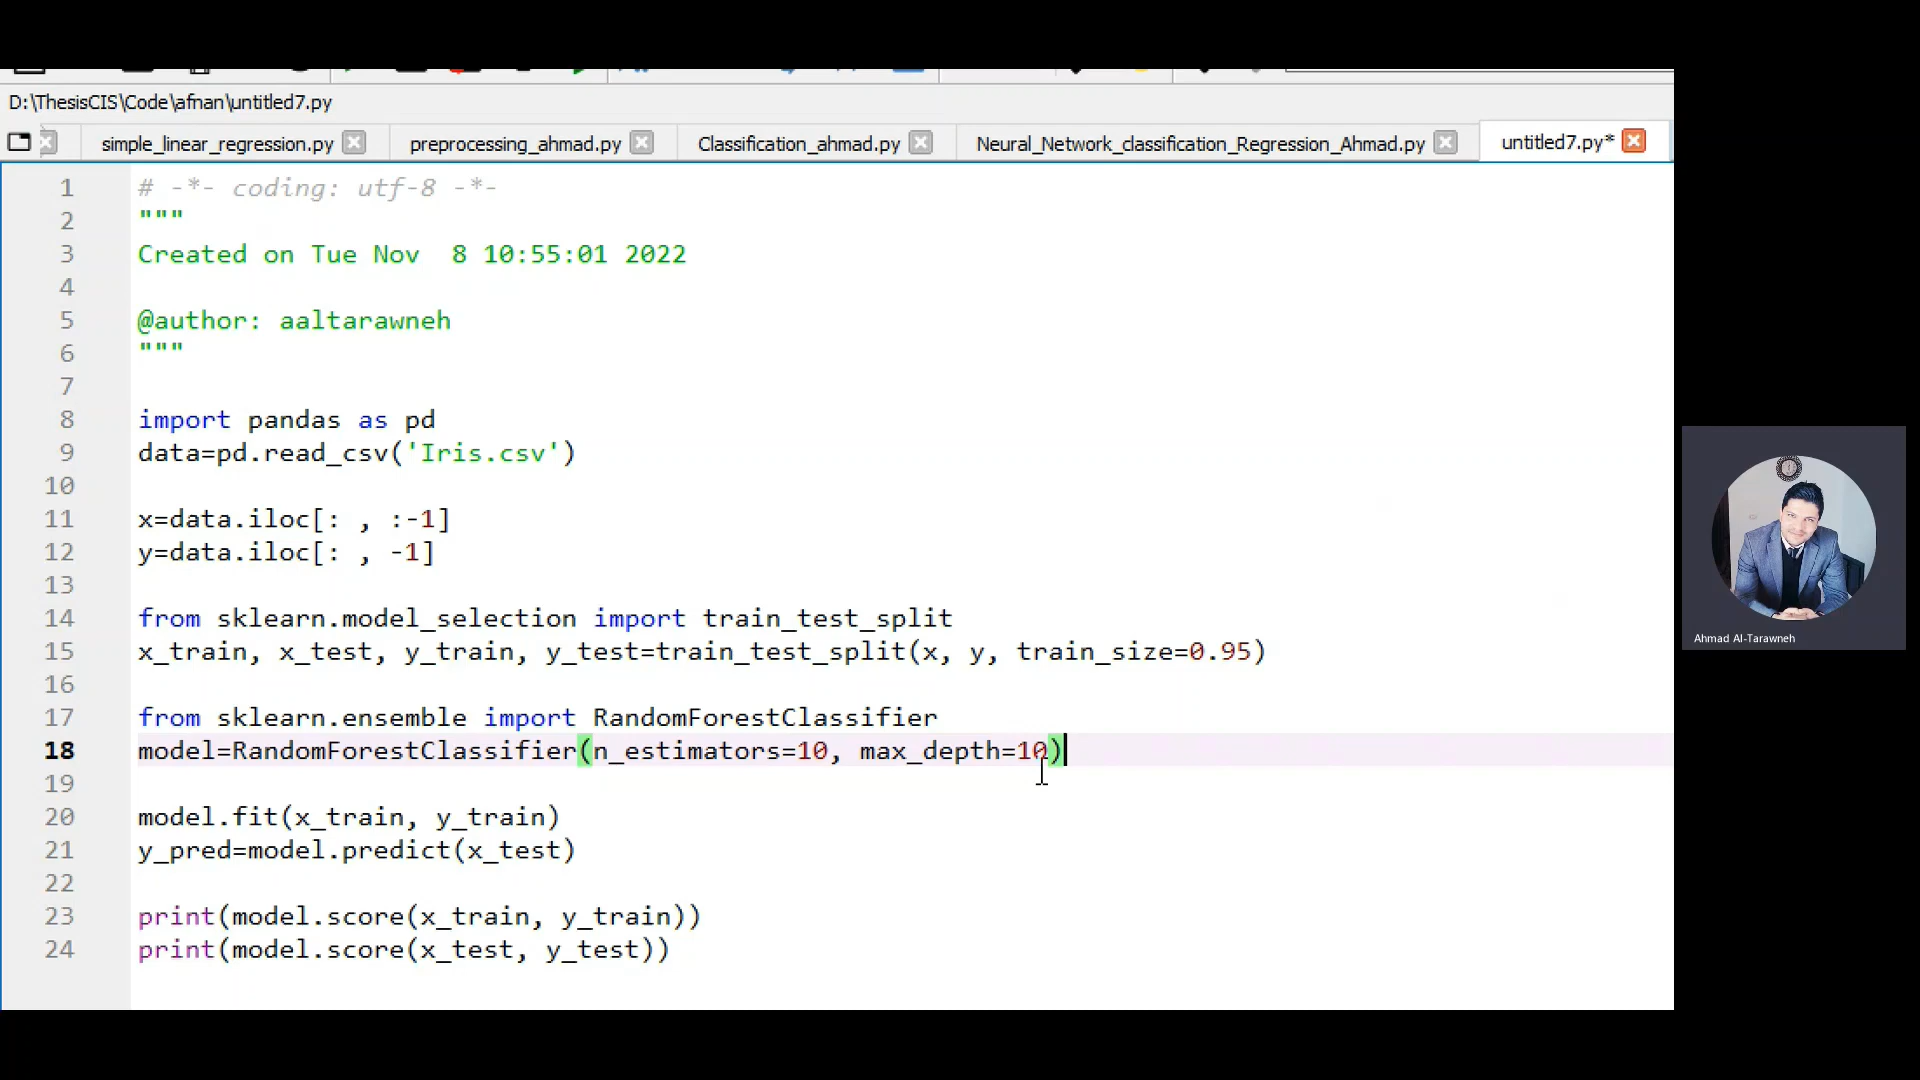 D:\ThesisCIS\Code\afnan\untitled7.py
simple_linear_regression.py preprocessing_ahmad.py Classification_ahmad.py Neural_Network_classification_Regression_Ahmad.py untitled7.py*
1 # -*- coding: utf-8 -*-
2 """
3 Created on Tue Nov  8 10:55:01 2022
4
5 @author: aaltarawneh
6 """
7
8 import pandas as pd
9 data=pd.read_csv('Iris.csv')
10
11 x=data.iloc[: , :-1]
12 y=data.iloc[: , -1]
13
14 from sklearn.model_selection import train_test_split
15 x_train, x_test, y_train, y_test=train_test_split(x, y, train_size=0.95)
16
17 from sklearn.ensemble import RandomForestClassifier
18 model=RandomForestClassifier(n_estimators=10, max_depth=10)
19
20 model.fit(x_train, y_train)
21 y_pred=model.predict(x_test)
22
23 print(model.score(x_train, y_train))
24 print(model.score(x_test, y_test))
Ahmad Al-Tarawneh